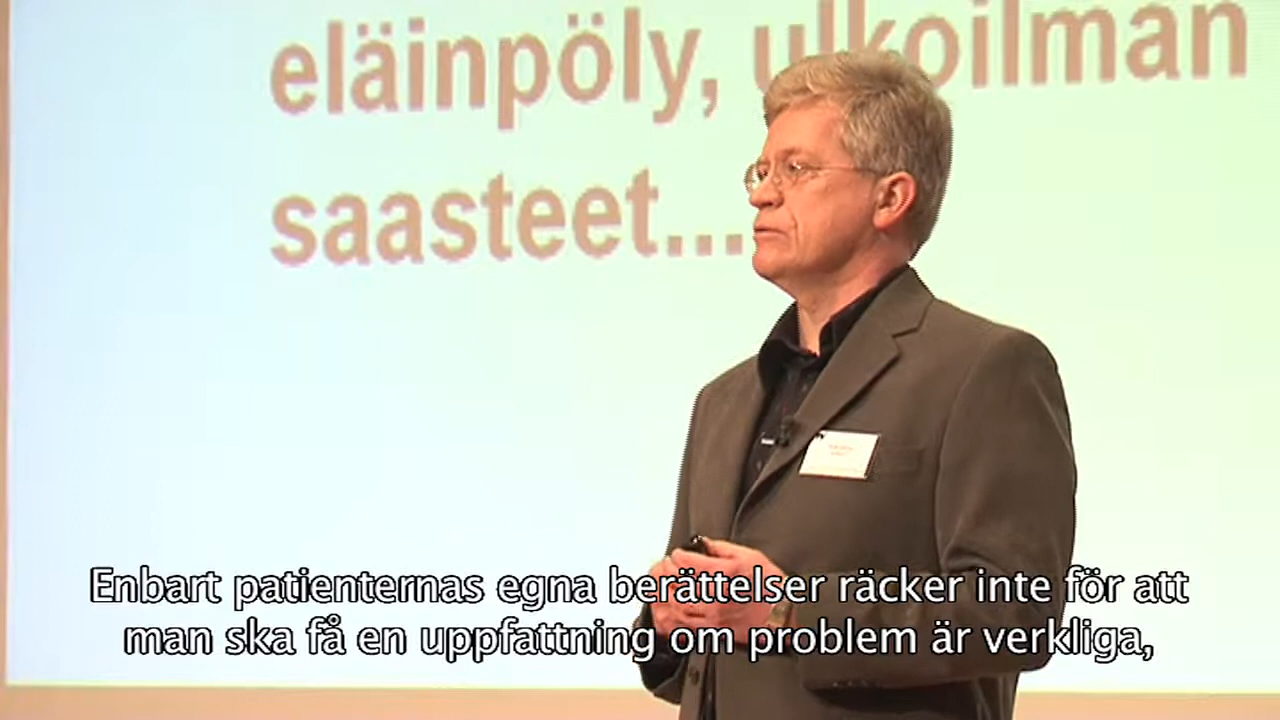 eläinpöly, ulkoilman
saasteet...
Enbart patienternas egna berättelser räcker inte för att
man ska få en uppfattning om problem är verkliga,